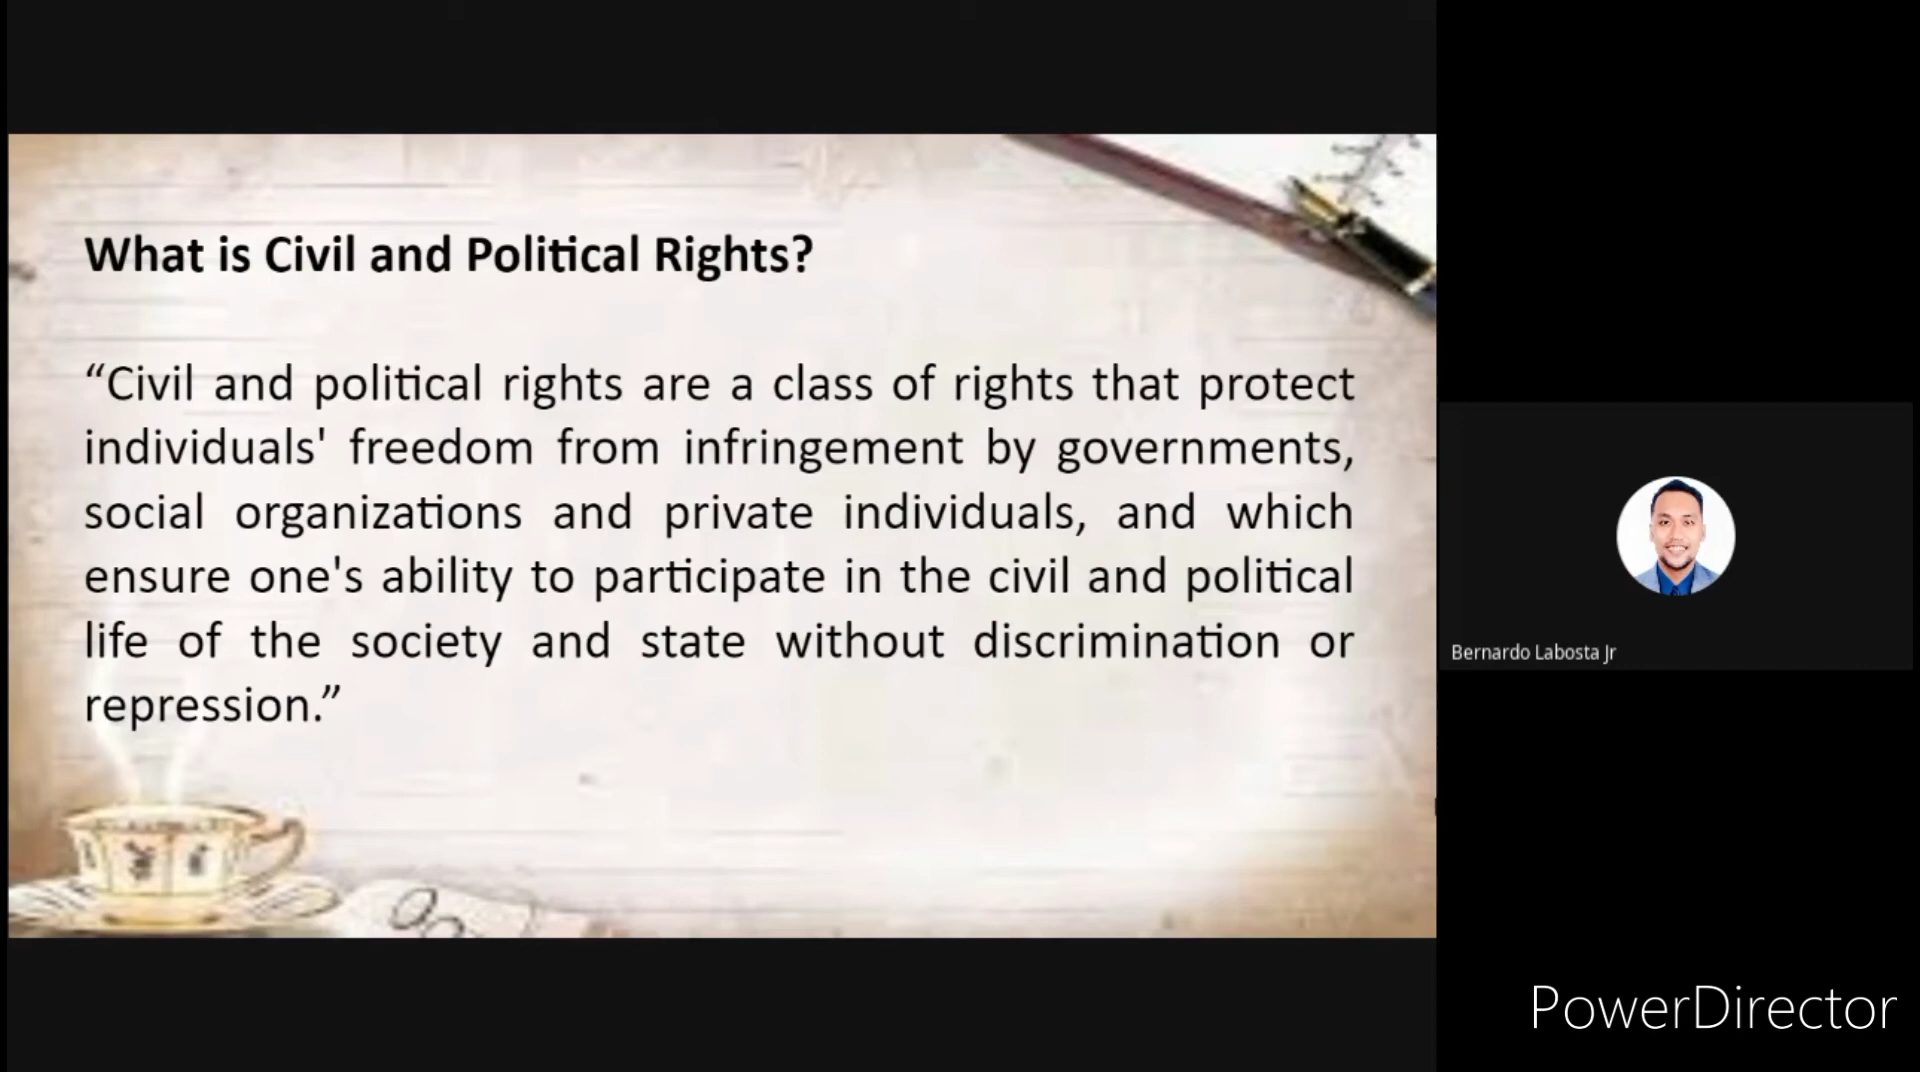 What is Civil and Political Rights?
“Civil and political rights are a class of rights that protect
individuals' freedom from infringement by governments,
social organizations and private individuals, and which
ensure one's ability to participate in the civil and political
life of the society and state without discrimination or
repression.”
Bernardo Labosta Jr
PowerDirector